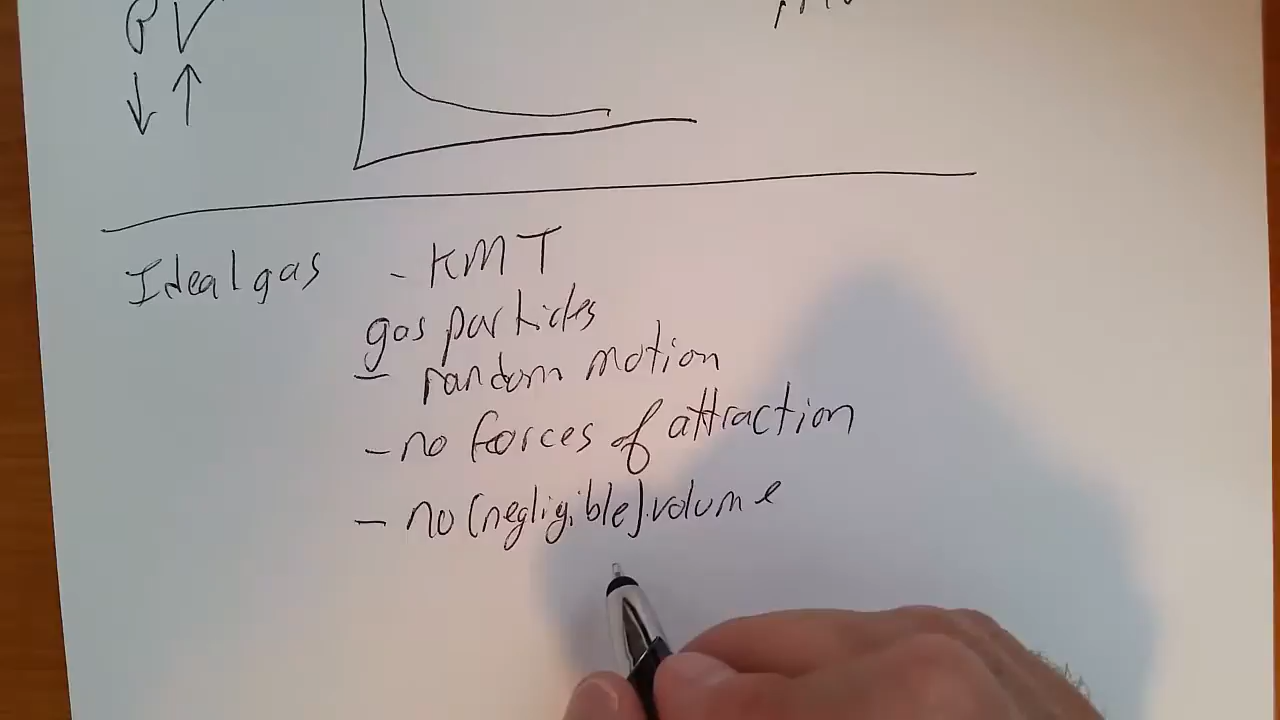 P V
↓ ↑
Ideal gas - KMT
gas particles
- random motion
- no forces of attraction
- no (negligible) volume